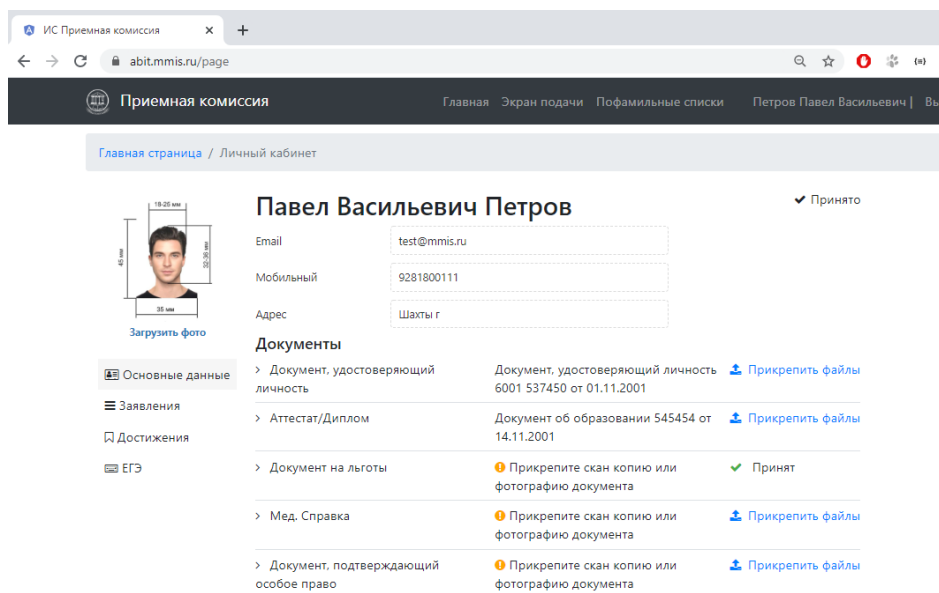 ИС Приемная комиссия
abit.mmis.ru/page
Приемная комиссия Главная Экран подачи Пофамильные списки Петров Павел Васильевич | Вы
Главная страница / Личный кабинет
18-25 мм
45 мм
32-36 мм
35 мм
Загрузить фото
Основные данные
Заявления
Достижения
ЕГЭ
Павел Васильевич Петров
Принято
Email test@mmis.ru
Мобильный 9281800111
Адрес Шахты г
Документы
Документ, удостоверяющий Документ, удостоверяющий личность Прикрепить файлы
личность 6001 537450 от 01.11.2001
Аттестат/Диплом Документ об образовании 545454 от Прикрепить файлы
14.11.2001
Документ на льготы Прикрепите скан копию или Принят
фотографию документа
Мед. Справка Прикрепите скан копию или Прикрепить файлы
фотографию документа
Документ, подтверждающий Прикрепите скан копию или Прикрепить файлы
особое право фотографию документа